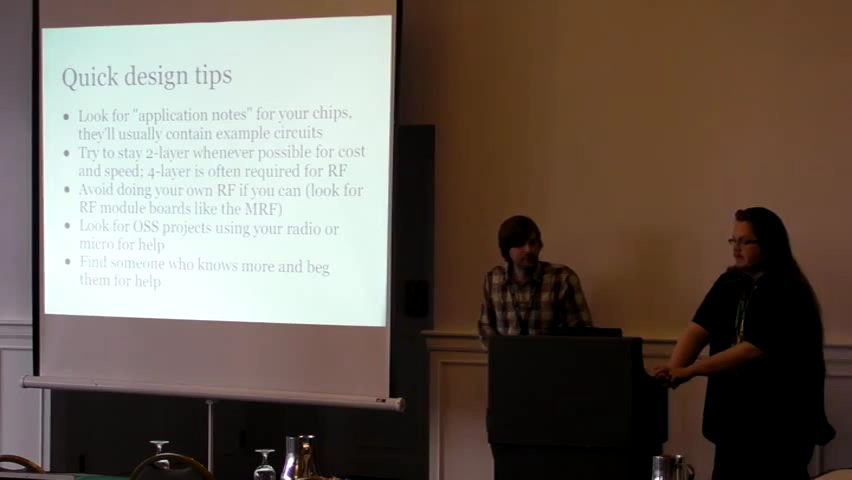 Quick design tips
● Look for "application notes" for your chips,
they'll usually contain example circuits
● Try to stay 2-layer whenever possible for cost
and speed; 4-layer is often required for RF
● Avoid doing your own RF if you can (look for
RF module boards like the MRF)
● Look for OSS projects using your radio or
micro for help
● Find someone who knows more and beg
them for help